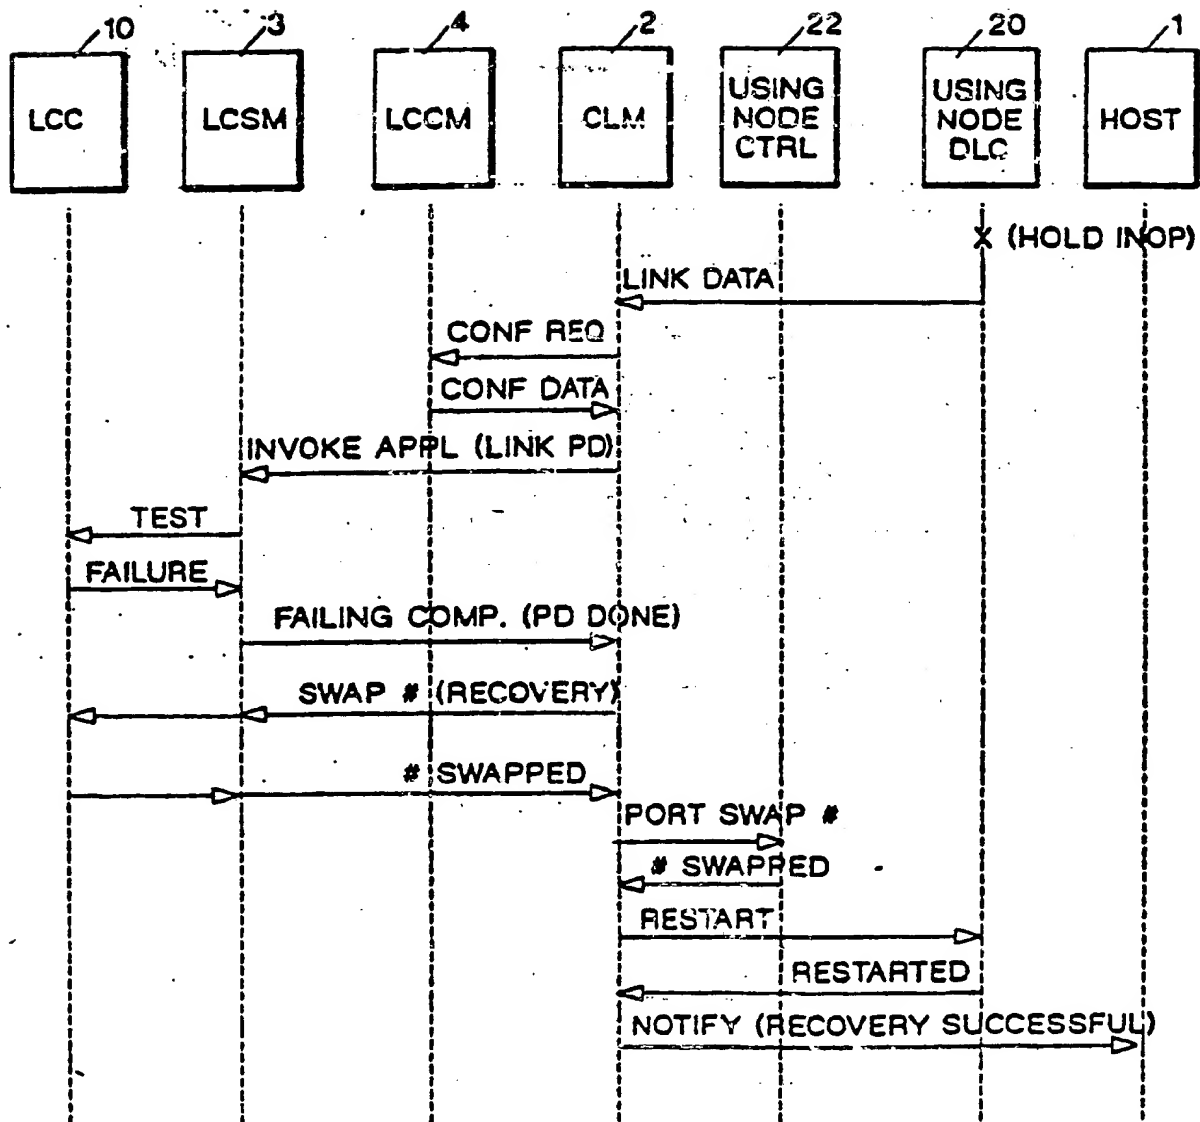 10
3
4
2
22
20
1
LCC
LCSM
LCCM
CLM
USING
NODE
CTRL
USING
NODE
DLC
HOST
X (HOLD INOP)
LINK DATA
CONF REQ
CONF DATA
INVOKE APPL (LINK PD)
TEST
FAILURE
FAILING COMP. (PD DONE)
SWAP # (RECOVERY)
# SWAPPED
PORT SWAP #
# SWAPPED
RESTART
RESTARTED
NOTIFY (RECOVERY SUCCESSFUL)